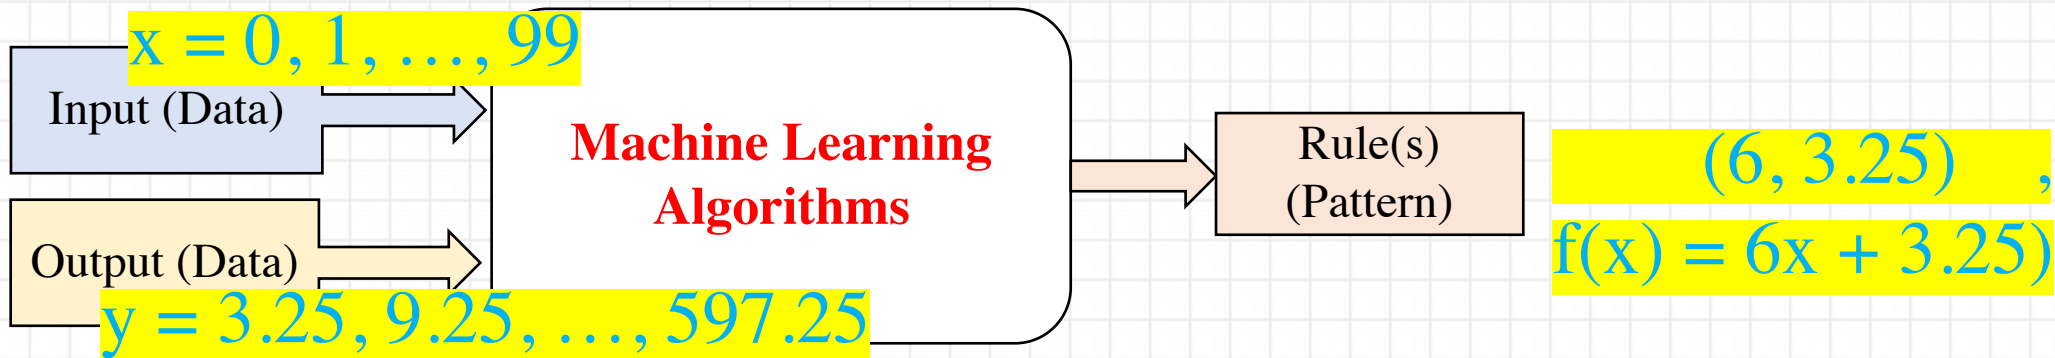 x = 0, 1, …, 99
Input (Data)
Output (Data)
y = 3.25, 9.25, …, 597.25
Machine Learning
Algorithms
Rule(s)
(Pattern)
(6, 3.25) ,
f(x) = 6x + 3.25)